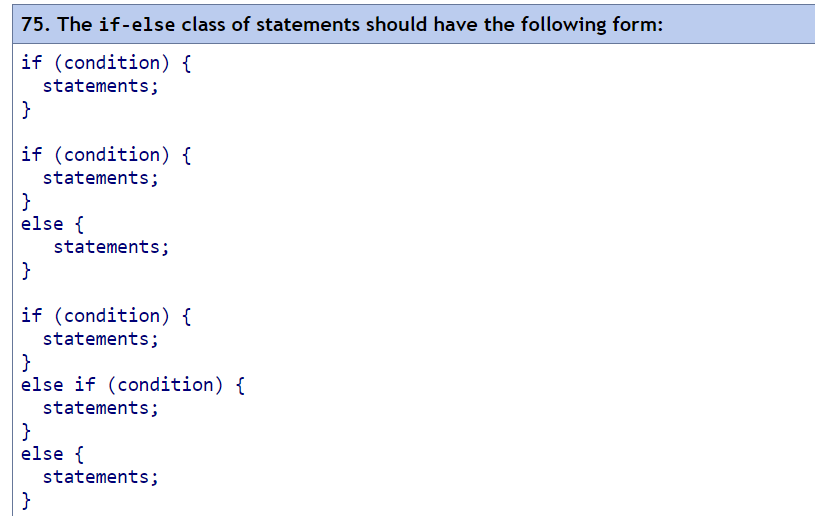 75. The if-else class of statements should have the following form:
if (condition) {
  statements;
}

if (condition) {
  statements;
}
else {
   statements;
}

if (condition) {
  statements;
}
else if (condition) {
  statements;
}
else {
  statements;
}